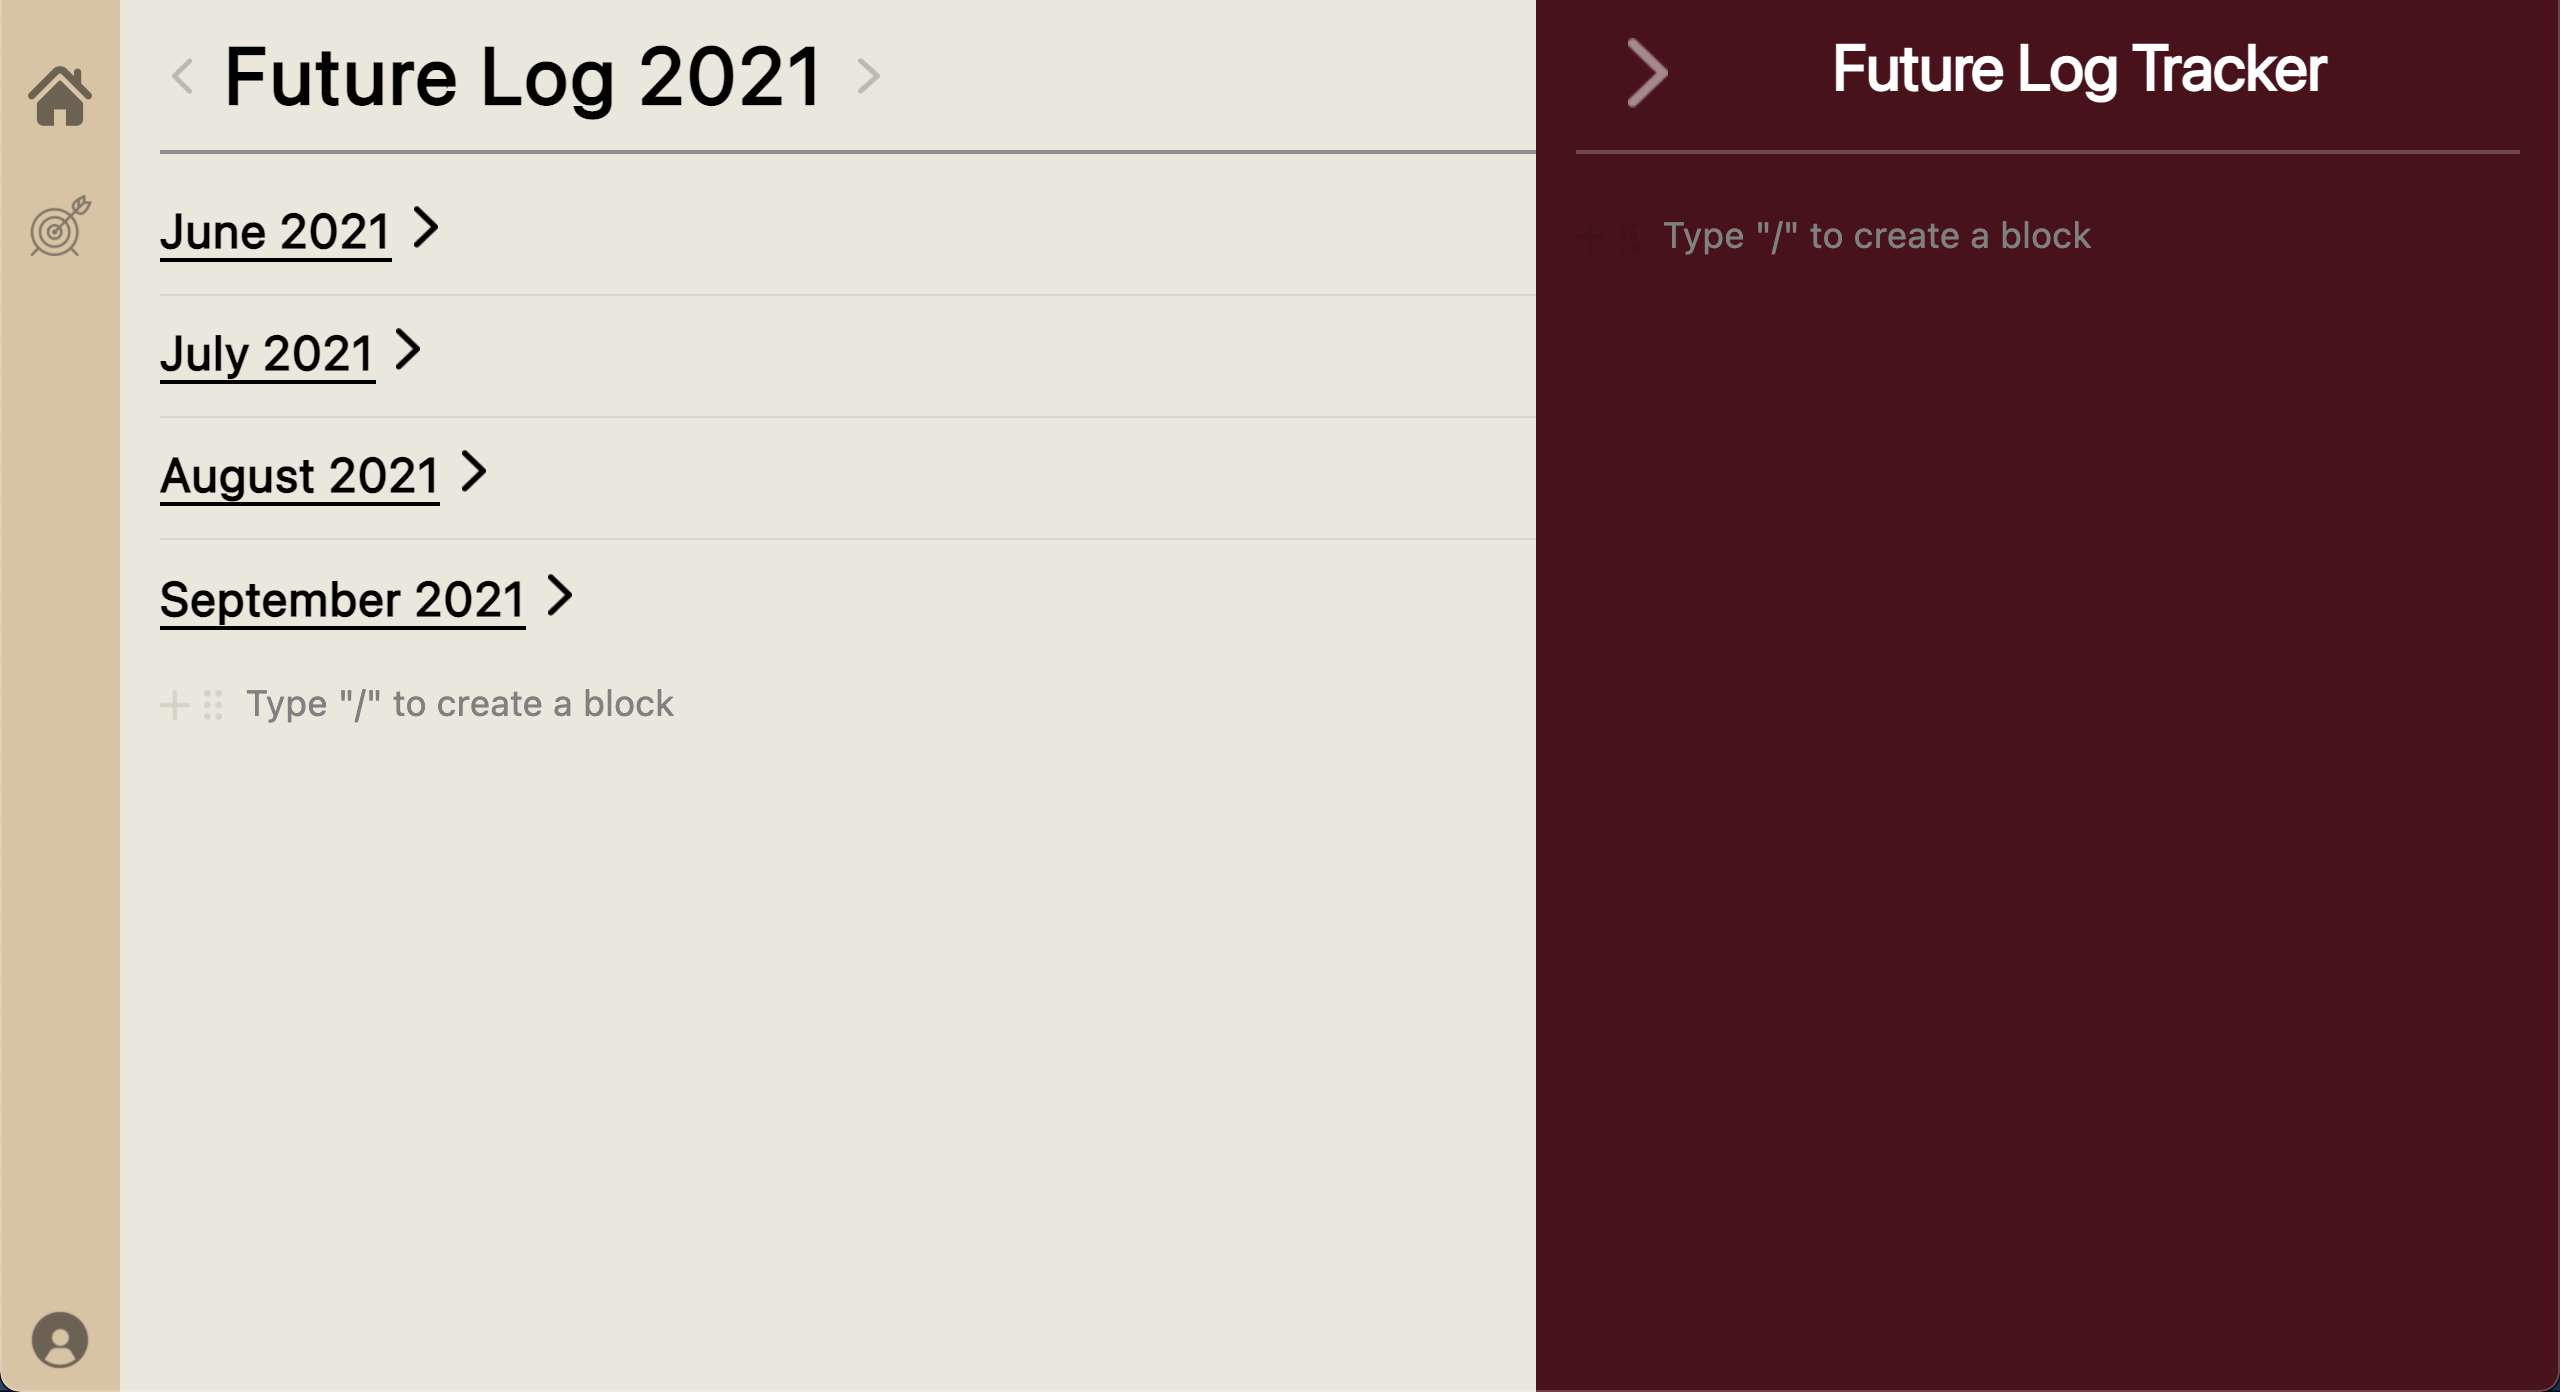 Future Log 2021
June 2021
July 2021
August 2021
September 2021
Type "/" to create a block
Future Log Tracker
Type "/" to create a block